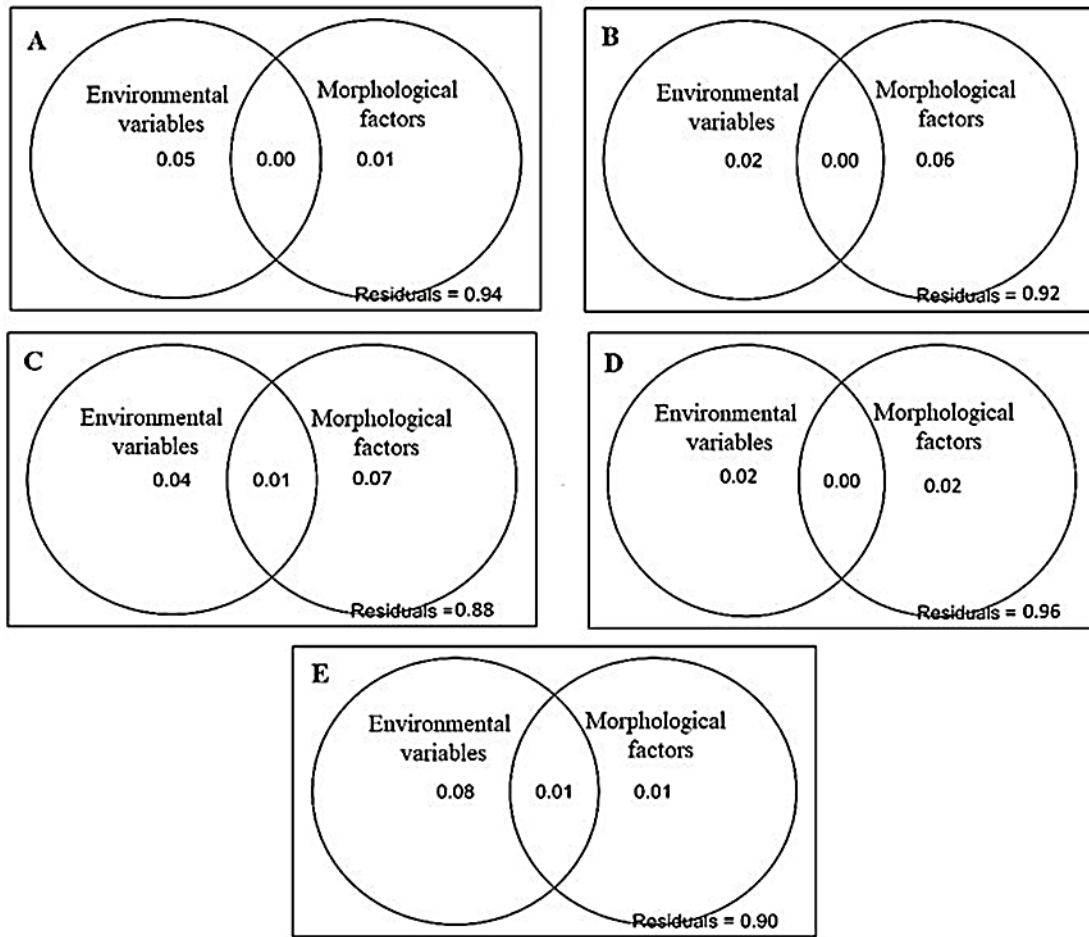 A
Environmental
variables
0.05
0.00
Morphological
factors
0.01
Residuals = 0.94
B
Environmental
variables
0.02
0.00
Morphological
factors
0.06
Residuals = 0.92
C
Environmental
variables
0.04
0.01
Morphological
factors
0.07
Residuals =0.88
D
Environmental
variables
0.02
0.00
Morphological
factors
0.02
Residuals = 0.96
E
Environmental
variables
0.08
0.01
Morphological
factors
0.01
Residuals = 0.90